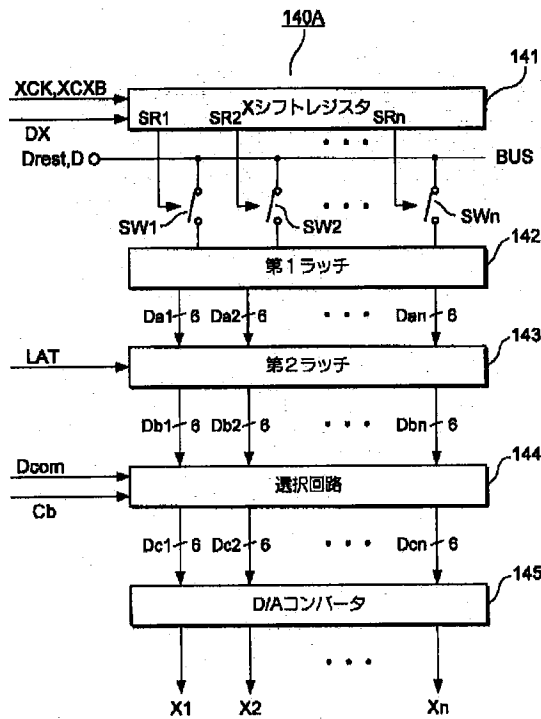 140A
141
XCK,XCXB
Xシフトレジスタ
SR1 SR2 SRn
DX
Drest,D
BUS
SW1 SW2 SWn
142
第1ラッチ
Da1 6 Da2 6 Dan 6
143
LAT
第2ラッチ
Db1 6 Db2 6 Dbn 6
144
Dcom
選択回路
Cb
Dc1 6 Dc2 6 Dcn 6
145
D/Aコンバータ
X1 X2 Xn